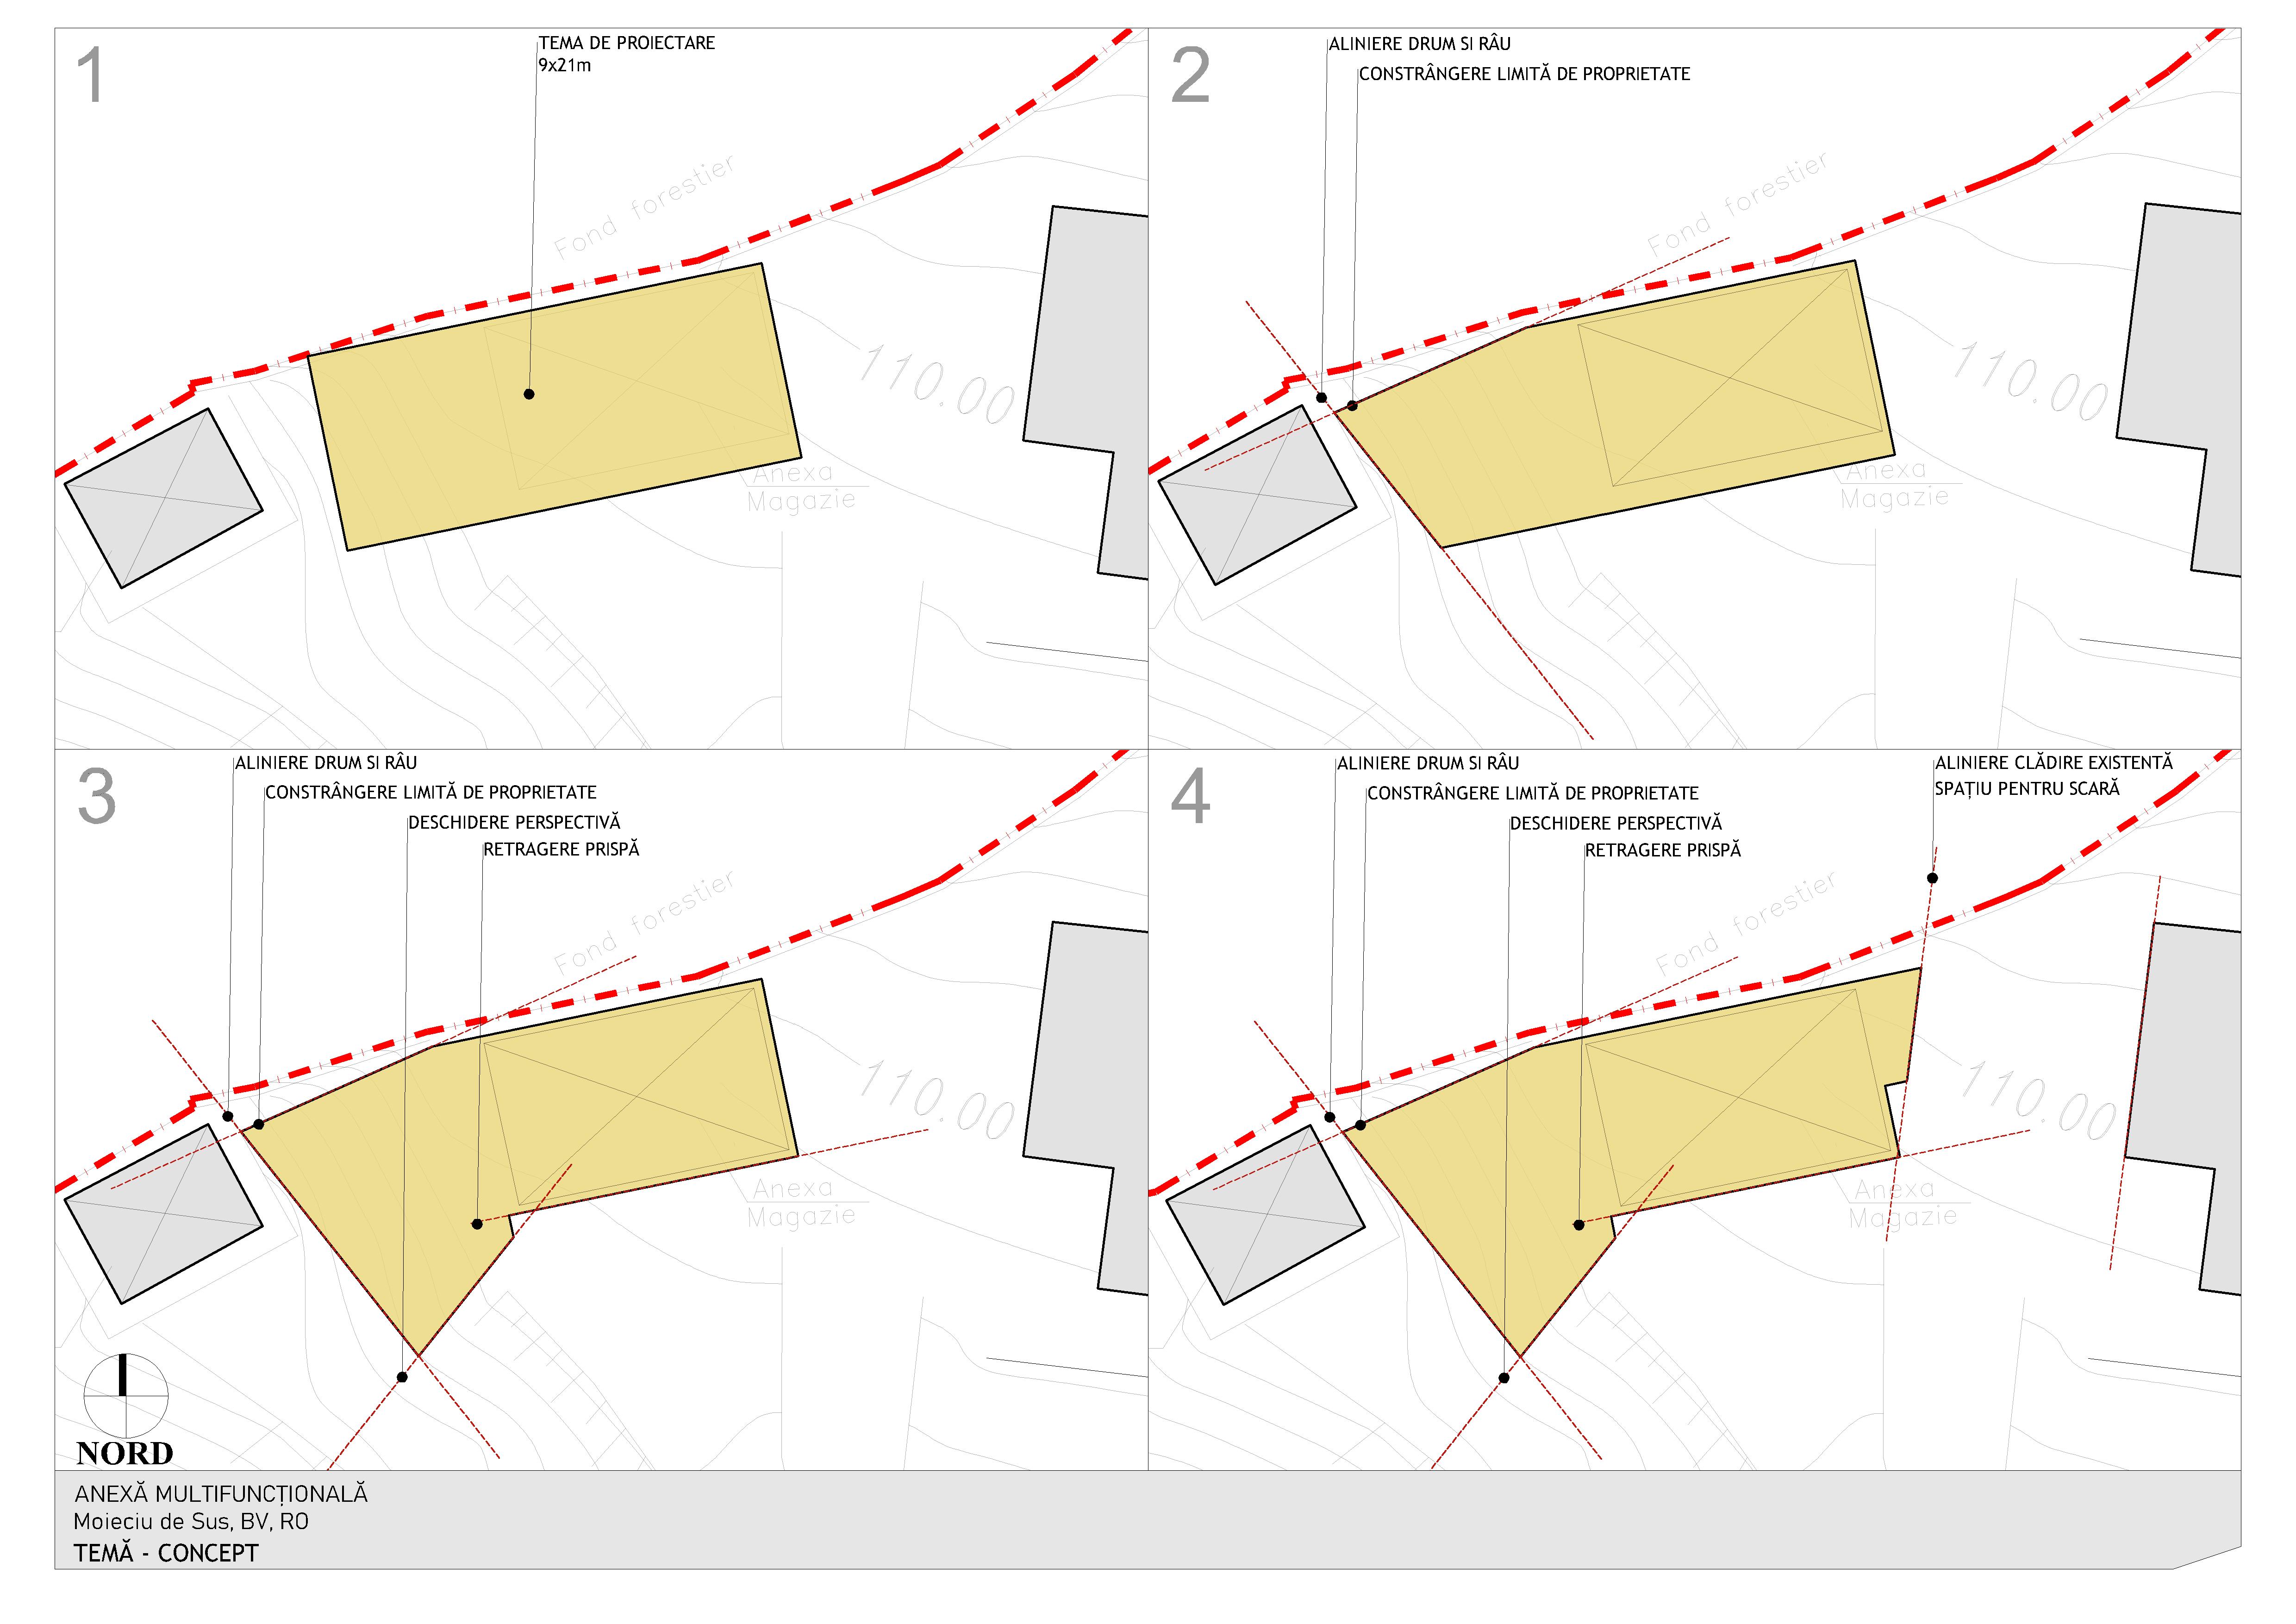 1
TEMA DE PROIECTARE
9x21m
Fond forestier
110.00
Anexa
Magazie
2
ALINIERE DRUM SI RÂU
CONSTRÂNGERE LIMITĂ DE PROPRIETATE
Fond forestier
110.00
Anexa
Magazie
3
ALINIERE DRUM SI RÂU
CONSTRÂNGERE LIMITĂ DE PROPRIETATE
DESCHIDERE PERSPECTIVĂ
RETRAGERE PRISPĂ
Fond forestier
110.00
Anexa
Magazie
NORD
4
ALINIERE DRUM SI RÂU
CONSTRÂNGERE LIMITĂ DE PROPRIETATE
DESCHIDERE PERSPECTIVĂ
RETRAGERE PRISPĂ
ALINIERE CLĂDIRE EXISTENTĂ
SPAȚIU PENTRU SCARĂ
Fond forestier
110.00
Anexa
Magazie
ANEXĂ MULTIFUNCȚIONALĂ
Moieciu de Sus, BV, RO
TEMĂ - CONCEPT